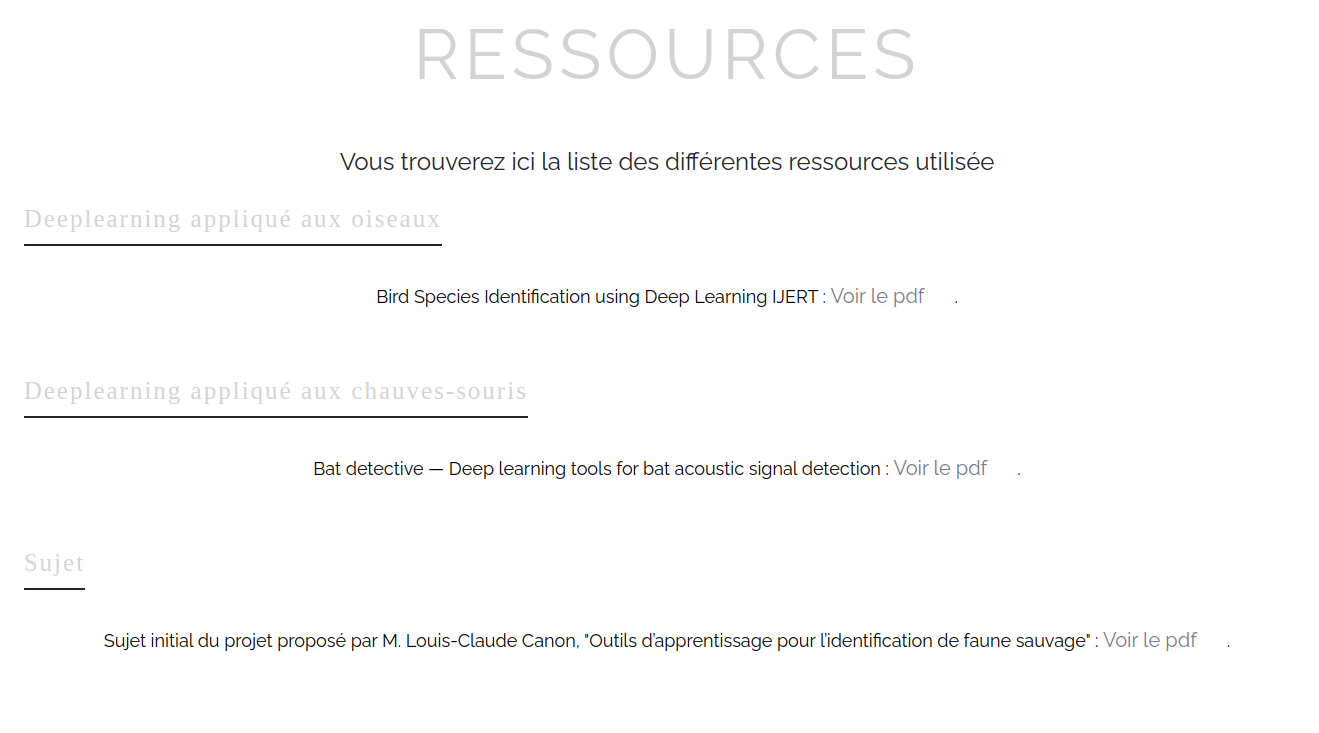 RESSOURCES
Vous trouverez ici la liste des différentes ressources utilisée
Deeplearning appliqué aux oiseaux
Bird Species Identification using Deep Learning IJERT : Voir le pdf .
Deeplearning appliqué aux chauves-souris
Bat detective — Deep learning tools for bat acoustic signal detection : Voir le pdf .
Sujet
Sujet initial du projet proposé par M. Louis-Claude Canon, "Outils d'apprentissage pour l'identification de faune sauvage" : Voir le pdf .